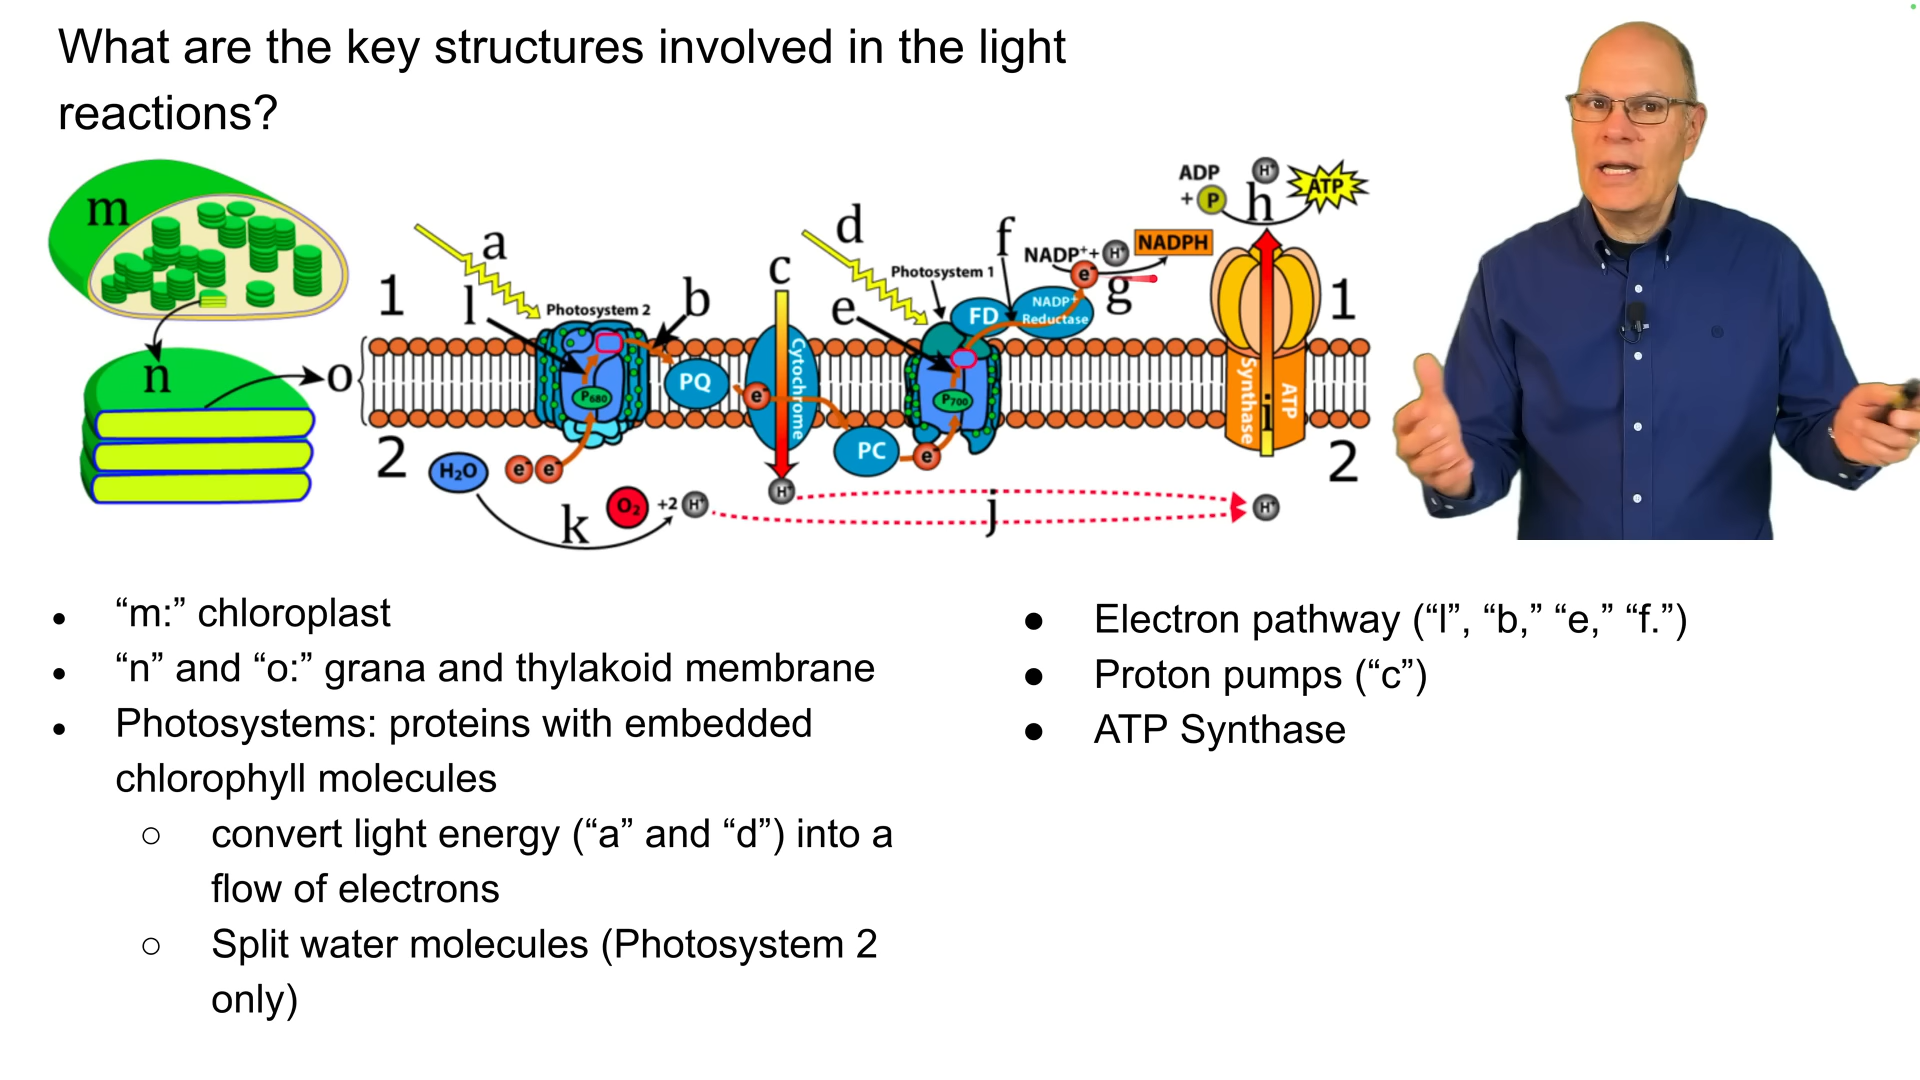 What are the key structures involved in the light
reactions?
m
n
o
1
2
a
l
Photosystem 2
b
P680
PQ
H₂O
e⁻ e⁻
k
O₂ +2 H⁺
c
Cytochrome
e⁻
H⁺
d
e
Photosystem 1
P700
PC
e⁻
j
f
FD
NADP⁺
Reductase
NADP⁺+ H⁺
e⁻
g
NADPH
ADP
+ P
H⁺
h
ATP
i
ATP
Synthase
H⁺
1
2
● “m:” chloroplast
● “n” and “o:” grana and thylakoid membrane
● Photosystems: proteins with embedded
chlorophyll molecules
○ convert light energy (“a” and “d”) into a
flow of electrons
○ Split water molecules (Photosystem 2
only)
● Electron pathway (“l”, “b,” “e,” “f.”)
● Proton pumps (“c”)
● ATP Synthase